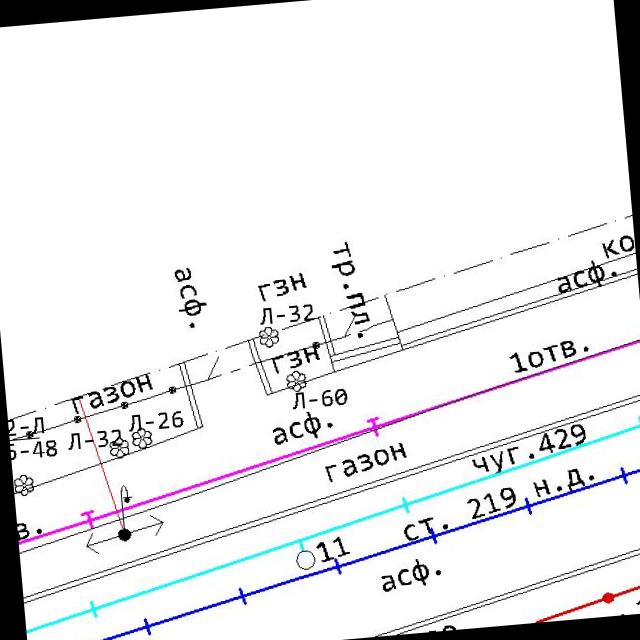 ко
асф.
асф.
гзн
Л-32
тр.пл.
гзн
Л-60
1отв.
газон
2-Л
Л-32
Л-26
Б-48
асф.
газон
чуг.429
в.
11
ст. 219 н.д.
асф.